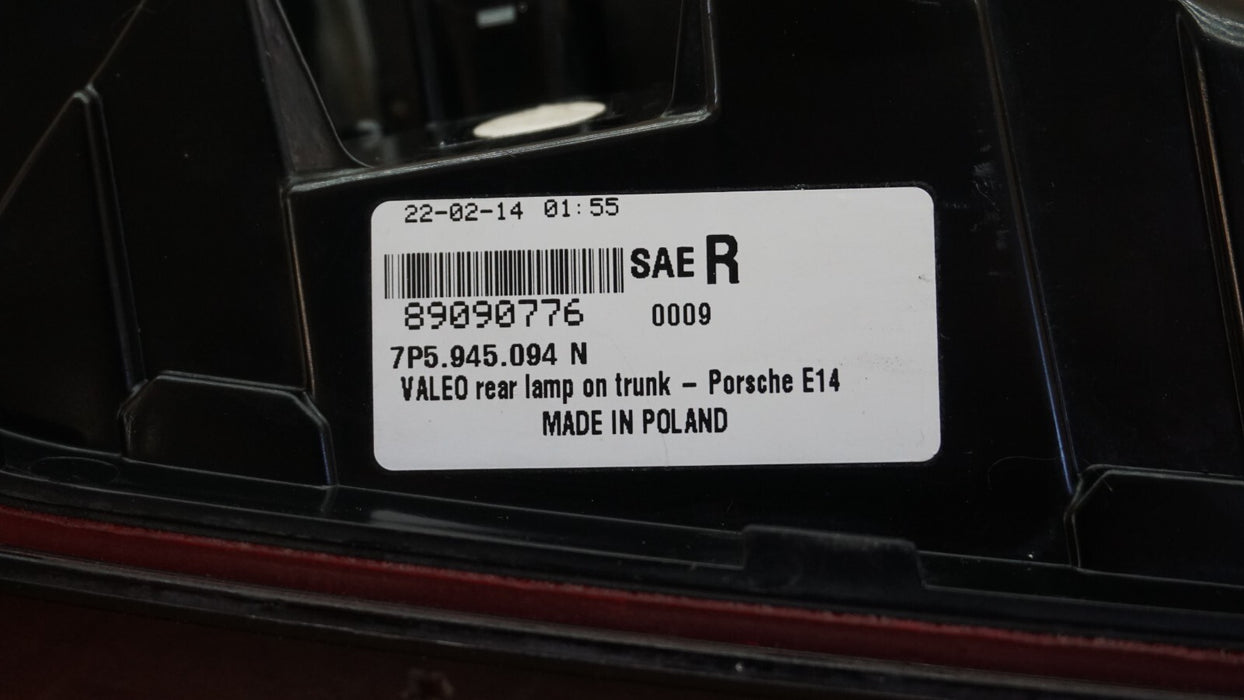 22-02-14 01:55
SAE R
89090776 0009
7P5.945.094 N
VALEO rear lamp on trunk – Porsche E14
MADE IN POLAND